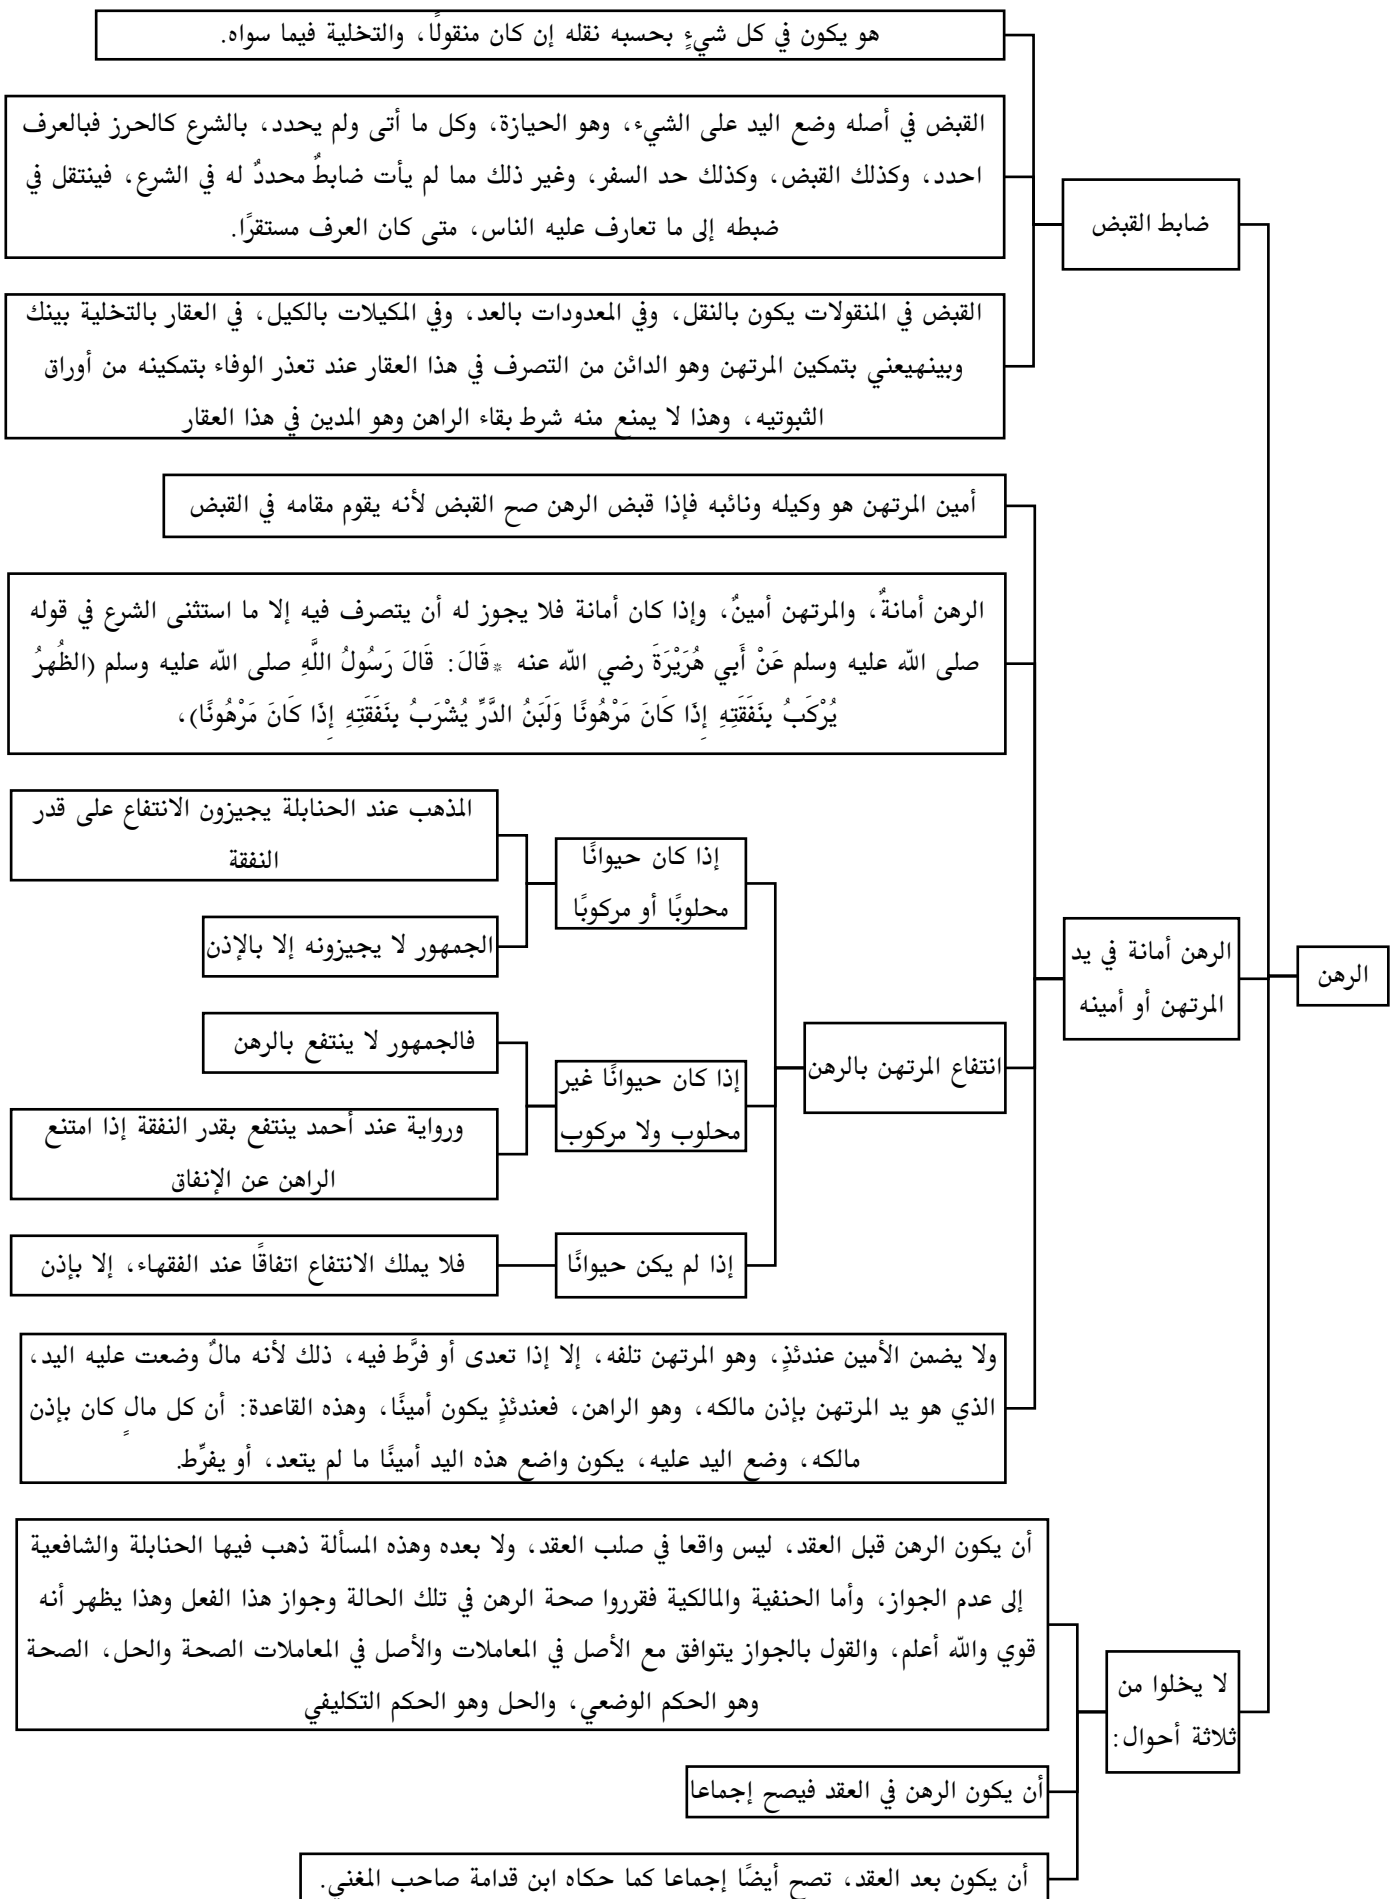 الرهن
ضابط القبض
هو يكون في كل شيءٍ بحسبه نقله إن كان منقولًا، والتخلية فيما سواه.
القبض في أصله وضع اليد على الشيء، وهو الحيازة، وكل ما أتى ولم يحدد، بالشرع كالحرز فبالعرف
احدد، وكذلك القبض، وكذلك حد السفر، وغير ذلك مما لم يأت ضابطٌ محددٌ له في الشرع، فينتقل في
ضبطه إلى ما تعارف عليه الناس، متى كان العرف مستقرًا.
القبض في المنقولات يكون بالنقل، وفي المعدودات بالعد، وفي المكيلات بالكيل، في العقار بالتخلية بينك
وبينهيعني بتمكين المرتهن وهو الدائن من التصرف في هذا العقار عند تعذر الوفاء بتمكينه من أوراق
الثبوتيه، وهذا لا يمنع منه شرط بقاء الراهن وهو المدين في هذا العقار
الرهن أمانة في يد
المرتهن أو أمينه
أمين المرتهن هو وكيله ونائبه فإذا قبض الرهن صح القبض لأنه يقوم مقامه في القبض
الرهن أمانةٌ، والمرتهن أمينٌ، وإذا كان أمانة فلا يجوز له أن يتصرف فيه إلا ما استثنى الشرع في قوله
صلى الله عليه وسلم عَنْ أَبِي هُرَيْرَةَ رضي الله عنه *قَالَ: قَالَ رَسُولُ اللَّهِ صلى الله عليه وسلم (الظُهرُ
يُرْكَبُ بِنَفَقَتِهِ إِذَا كَانَ مَرْهُونًا وَلَبَنُ الدَّرِّ يُشْرَبُ بِنَفَقَتِهِ إِذَا كَانَ مَرْهُونًا)،
انتفاع المرتهن بالرهن
إذا كان حيوانًا
محلوبًا أو مركوبًا
المذهب عند الحنابلة يجيزون الانتفاع على قدر
النفقة
الجمهور لا يجيزونه إلا بالإذن
إذا كان حيوانًا غير
محلوب ولا مركوب
فالجمهور لا ينتفع بالرهن
ورواية عند أحمد ينتفع بقدر النفقة إذا امتنع
الراهن عن الإنفاق
إذا لم يكن حيوانًا
فلا يملك الانتفاع اتفاقًا عند الفقهاء، إلا بإذن
ولا يضمن الأمين عندئذٍ، وهو المرتهن تلفه، إلا إذا تعدى أو فرَّط فيه، ذلك لأنه مالٌ وضعت عليه اليد،
الذي هو يد المرتهن بإذن مالكه، وهو الراهن، فعندئذٍ يكون أمينًا، وهذه القاعدة: أن كل مالٍ كان بإذن
مالكه، وضع اليد عليه، يكون واضع هذه اليد أمينًا ما لم يتعد، أو يفرِّط.
لا يخلوا من
ثلاثة أحوال:
أن يكون الرهن قبل العقد، ليس واقعا في صلب العقد، ولا بعده وهذه المسألة ذهب فيها الحنابلة والشافعية
إلى عدم الجواز، وأما الحنفية والمالكية فقرروا صحة الرهن في تلك الحالة وجواز هذا الفعل وهذا يظهر أنه
قوي والله أعلم، والقول بالجواز يتوافق مع الأصل في المعاملات والأصل في المعاملات الصحة والحل، الصحة
وهو الحكم الوضعي، والحل وهو الحكم التكليفي
أن يكون الرهن في العقد فيصح إجماعا
أن يكون بعد العقد، تصح أيضًا إجماعا كما حكاه ابن قدامة صاحب المغني.